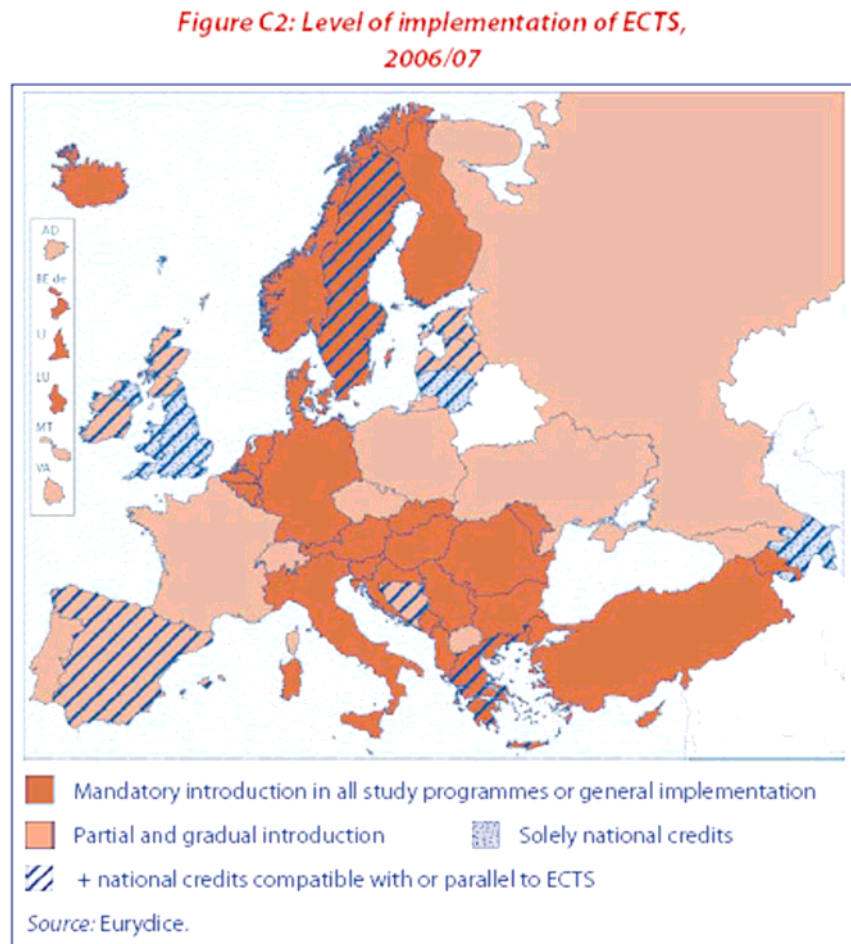 Figure C2: Level of implementation of ECTS,
2006/07
AD
BE de
LI
LU
MT
VA
Mandatory introduction in all study programmes or general implementation
Partial and gradual introduction
Solely national credits
+ national credits compatible with or parallel to ECTS
Source: Eurydice.